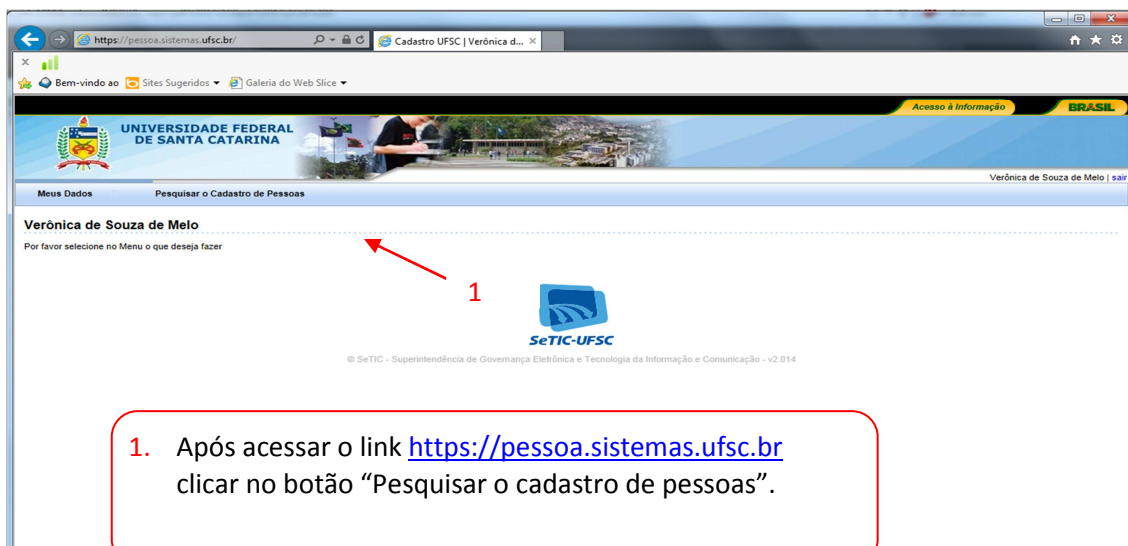 https://pessoa.sistemas.ufsc.br/
Cadastro UFSC | Verônica d...
Bem-vindo ao
Sites Sugeridos
Galeria do Web Slice
Acesso à Informação
BRASIL
UNIVERSIDADE FEDERAL
DE SANTA CATARINA
Verônica de Souza de Melo | sair
Meus Dados
Pesquisar o Cadastro de Pessoas
Verônica de Souza de Melo
Por favor selecione no Menu o que deseja fazer
1
SeTIC-UFSC
© SeTIC - Superintendência de Governança Eletrônica e Tecnologia da Informação e Comunicação - v2.014
1. Após acessar o link https://pessoa.sistemas.ufsc.br
clicar no botão “Pesquisar o cadastro de pessoas”.